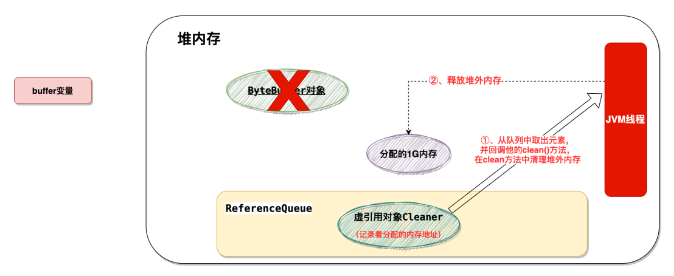 堆内存
buffer变量
ByteBuffer对象
②、释放堆外内存
JVM线程
①、从队列中取出元素，
并回调他的clean()方法，
在clean方法中清理堆外内存
分配的1G内存
ReferenceQueue
虚引用对象Cleaner
(记录着分配的内存地址)